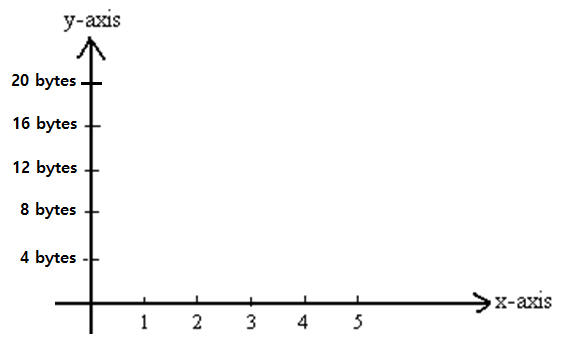 y-axis
20 bytes
16 bytes
12 bytes
8 bytes
4 bytes
x-axis
1 2 3 4 5